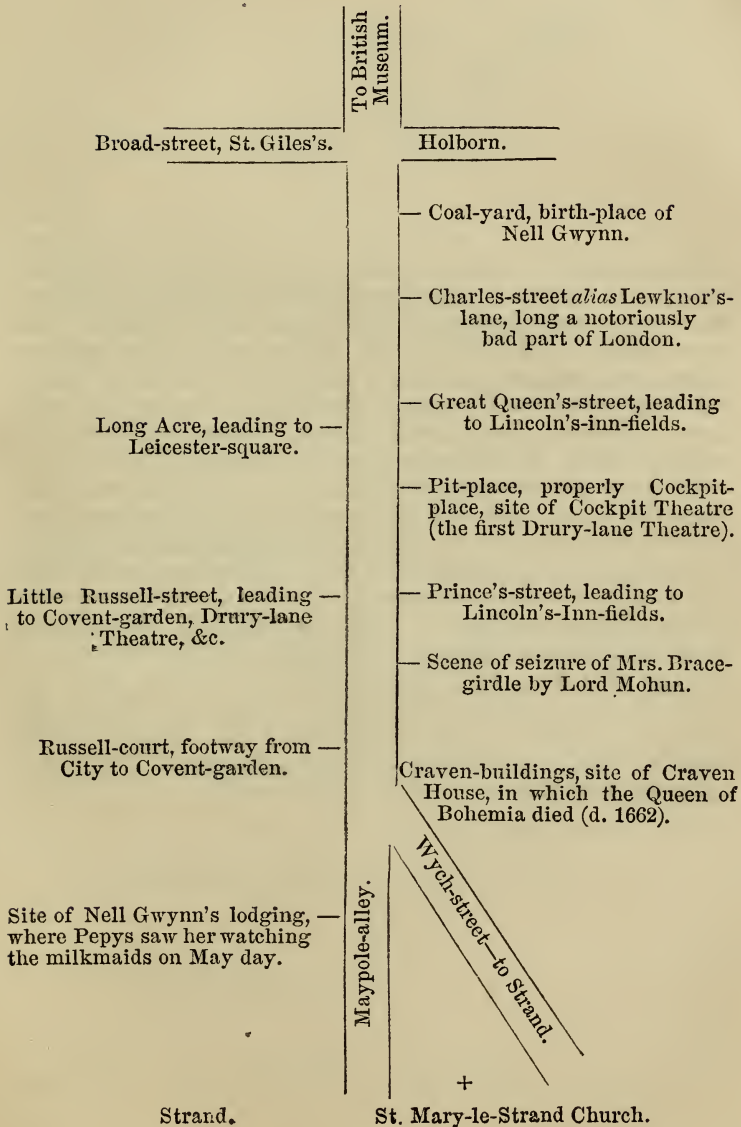 To British
Museum.
Broad-street, St. Giles's.
Holborn.
— Coal-yard, birth-place of
Nell Gwynn.
— Charles-street alias Lewknor's-
lane, long a notoriously
bad part of London.
— Great Queen's-street, leading
to Lincoln's-inn-fields.
Long Acre, leading to —
Leicester-square.
— Pit-place, properly Cockpit-
place, site of Cockpit Theatre
(the first Drury-lane Theatre).
Little Russell-street, leading —
to Covent-garden, Drury-lane
Theatre, &c.
— Prince's-street, leading to
Lincoln's-Inn-fields.
— Scene of seizure of Mrs. Brace-
girdle by Lord Mohun.
Russell-court, footway from —
City to Covent-garden.
Craven-buildings, site of Craven
House, in which the Queen of
Bohemia died (d. 1662).
Wych-street—to Strand.
Site of Nell Gwynn's lodging, —
where Pepys saw her watching
the milkmaids on May day.
Maypole-alley.
+
Strand.
St. Mary-le-Strand Church.